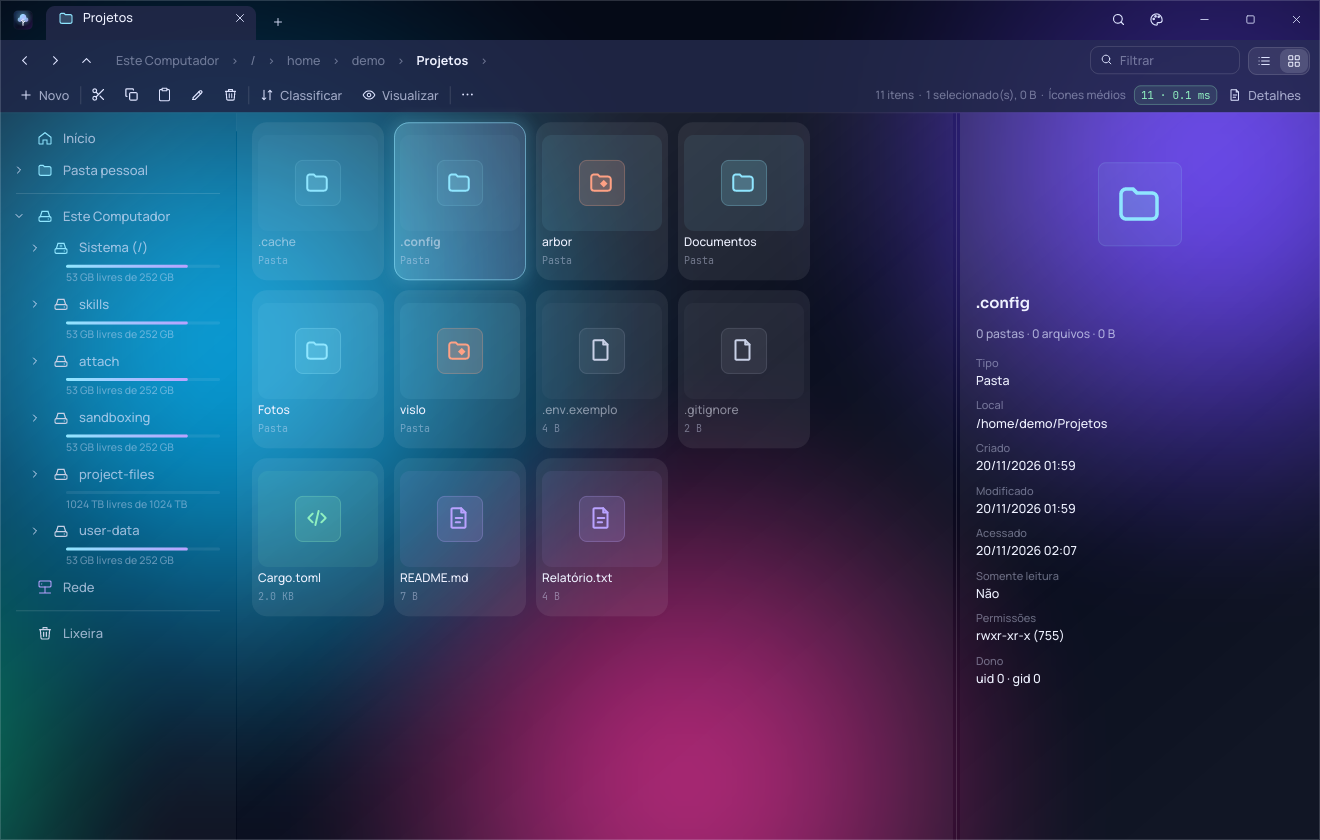 Projetos
Este Computador > / > home > demo > Projetos >
Filtrar
Novo
Classificar
Visualizar
11 itens · 1 selecionado(s), 0 B · Ícones médios
11 · 0.1 ms
Detalhes
Início
Pasta pessoal
Este Computador
Sistema (/)
53 GB livres de 252 GB
skills
53 GB livres de 252 GB
attach
53 GB livres de 252 GB
sandboxing
53 GB livres de 252 GB
project-files
1024 TB livres de 1024 TB
user-data
53 GB livres de 252 GB
Rede
Lixeira
.cache
Pasta
.config
Pasta
arbor
Pasta
Documentos
Pasta
Fotos
Pasta
vislo
Pasta
.env.exemplo
4 B
.gitignore
2 B
Cargo.toml
2.0 KB
README.md
7 B
Relatório.txt
4 B
.config
0 pastas · 0 arquivos · 0 B
Tipo
Pasta
Local
/home/demo/Projetos
Criado
20/11/2026 01:59
Modificado
20/11/2026 01:59
Acessado
20/11/2026 02:07
Somente leitura
Não
Permissões
rwxr-xr-x (755)
Dono
uid 0 · gid 0